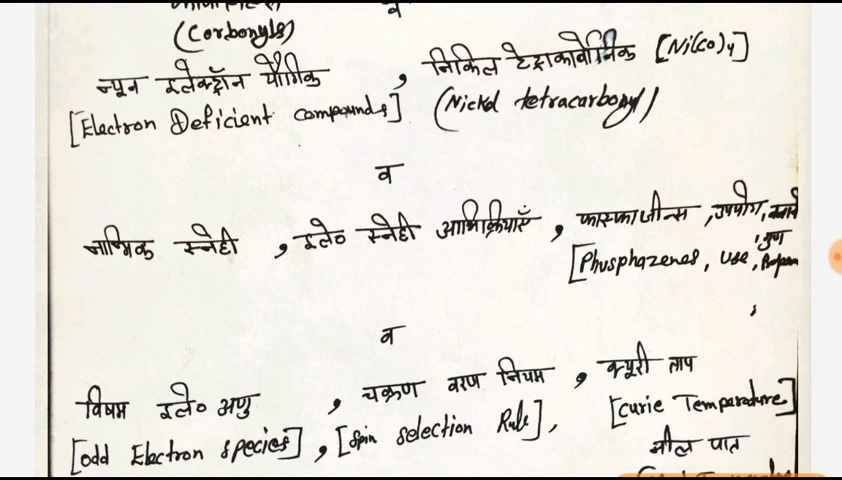 व
(Corbonyls)
न्यून इलेक्ट्रॉन यौगिक , निकिल टेट्राकार्बोनिक [Ni(Co)4]
[Electron Deficient compounds] (Nickel tetracarbonyl)
व
नाभिक स्नेही , इले० स्नेही अभिक्रियाएँ , फास्फाजीन्स , उपयोग,
गुण
[Phusphazenes, Use,
व
विषम इले० अणु , चक्रण वरण नियम , क्यूरी ताप
[odd Electron species] , [Spin selection Rule], [Curie Temperature]
नील पात